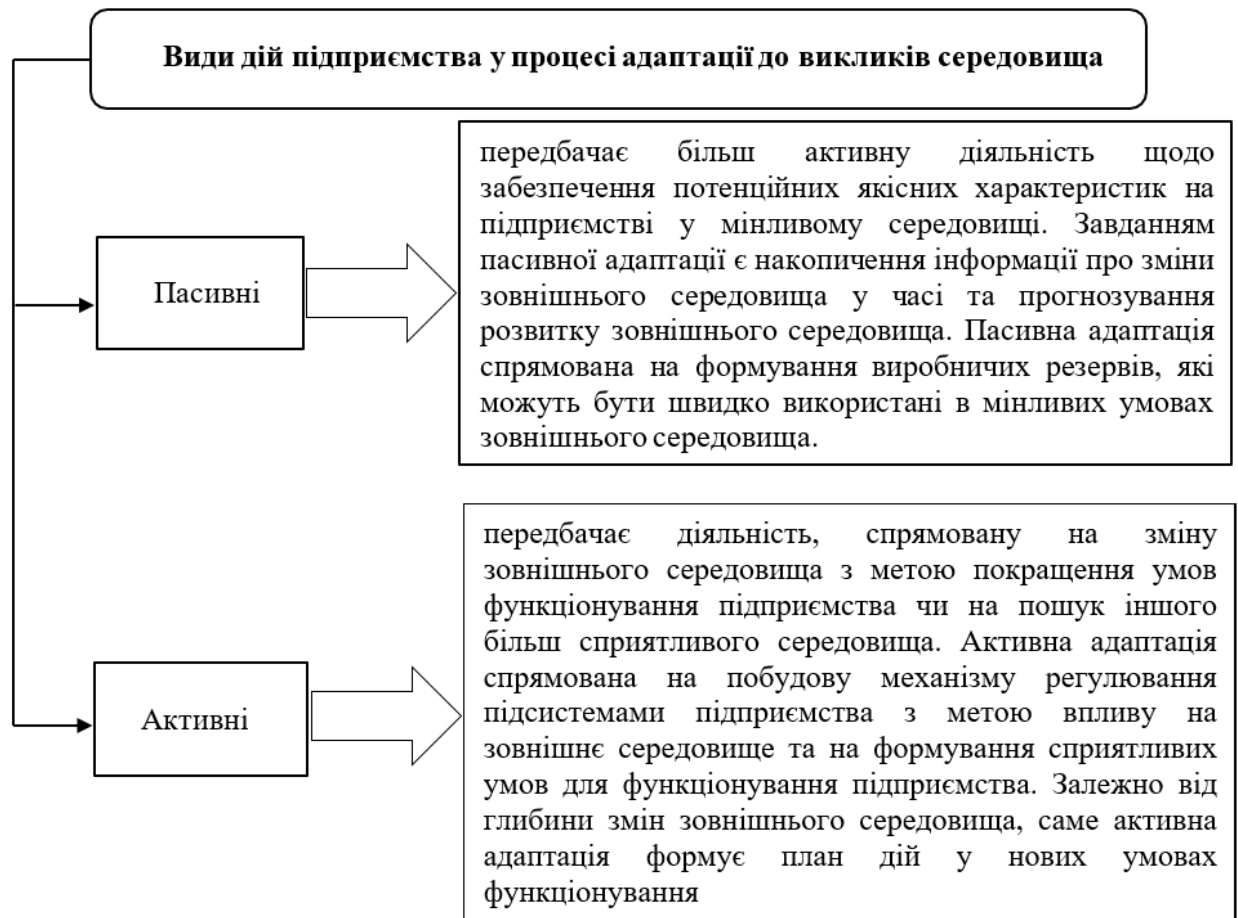 Види дій підприємства у процесі адаптації до викликів середовища
передбачає більш активну діяльність щодо
забезпечення потенційних якісних характеристик на
підприємстві у мінливому середовищі. Завданням
пасивної адаптації є накопичення інформації про зміни
зовнішнього середовища у часі та прогнозування
розвитку зовнішнього середовища. Пасивна адаптація
спрямована на формування виробничих резервів, які
можуть бути швидко використані в мінливих умовах
зовнішнього середовища.
Пасивні
передбачає діяльність, спрямовану на зміну
зовнішнього середовища з метою покращення умов
функціонування підприємства чи на пошук іншого
більш сприятливого середовища. Активна адаптація
спрямована на побудову механізму регулювання
підсистемами підприємства з метою впливу на
зовнішнє середовище та на формування сприятливих
умов для функціонування підприємства. Залежно від
глибини змін зовнішнього середовища, саме активна
адаптація формує план дій у нових умовах
функціонування
Активні